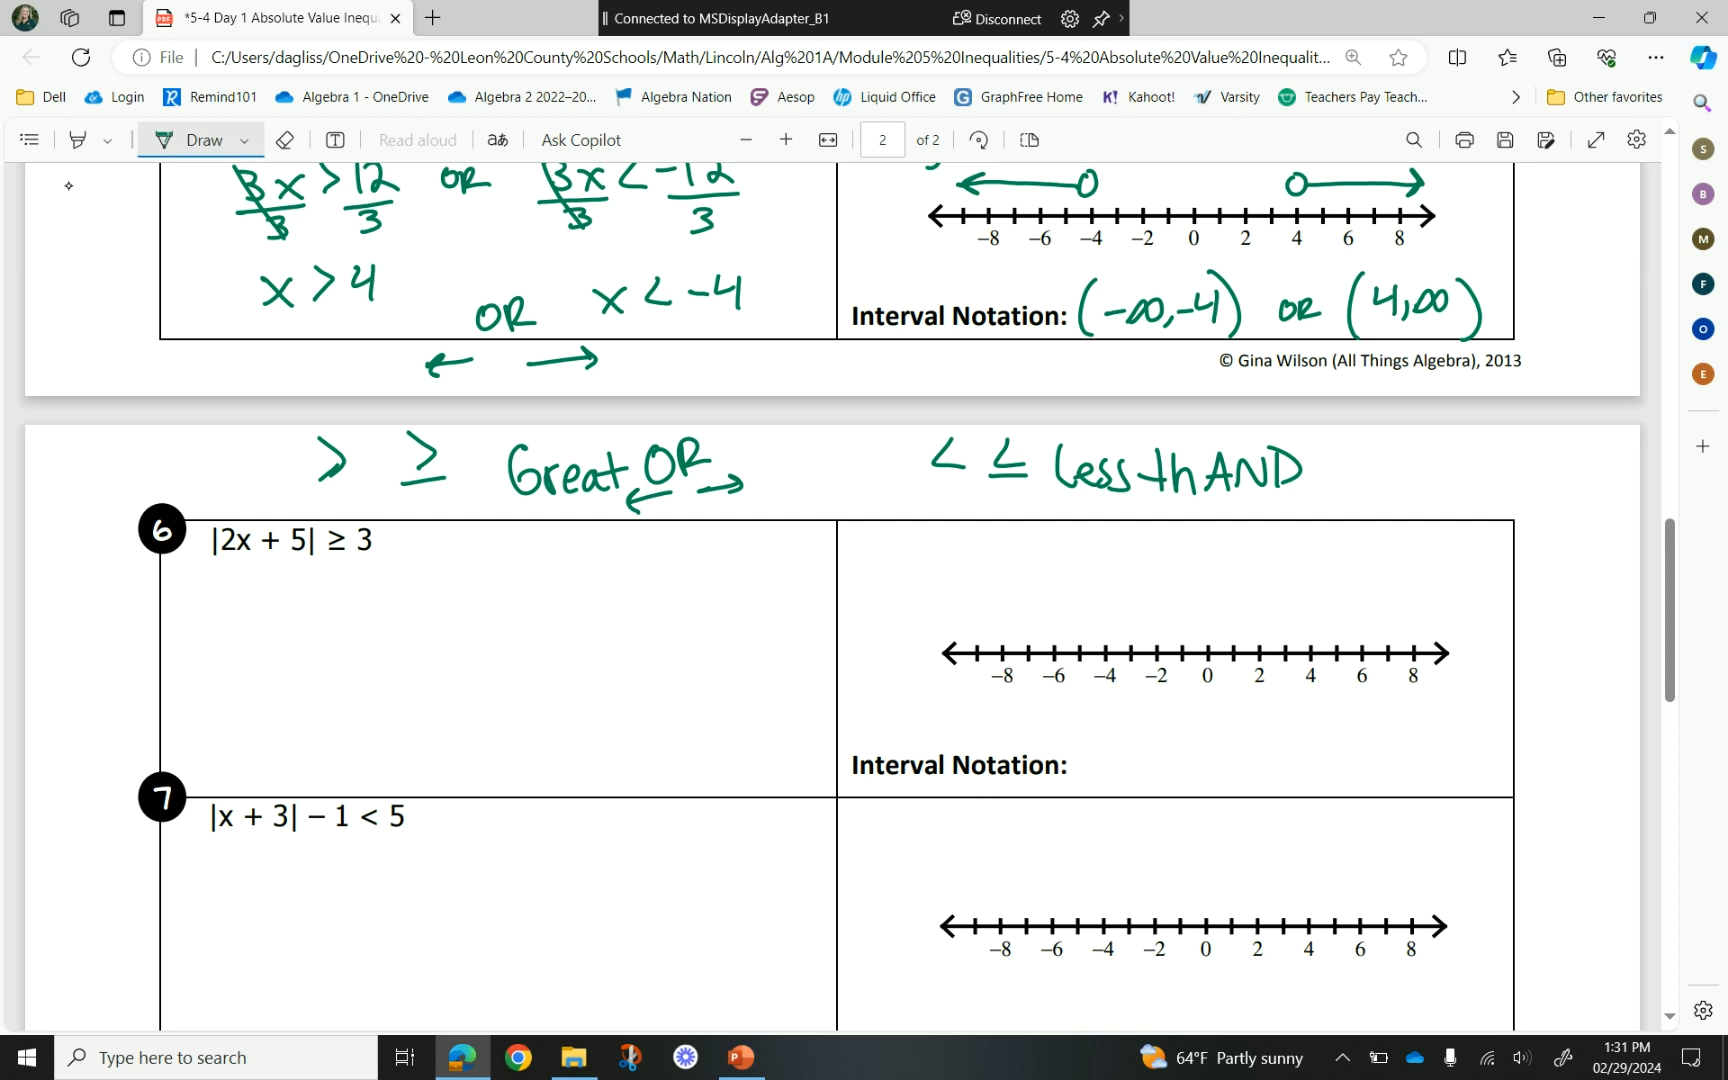 *5-4 Day 1 Absolute Value Inequ
Connected to MSDisplayAdapter_B1
Disconnect
File
C:/Users/dagliss/OneDrive%20-%20Leon%20County%20Schools/Math/Lincoln/Alg%201A/Module%205%20Inequalities/5-4%20Absolute%20Value%20Inequalit...
Dell
Login
Remind101
Algebra 1 - OneDrive
Algebra 2 2022–20...
Algebra Nation
Aesop
Liquid Office
GraphFree Home
Kahoot!
Varsity
Teachers Pay Teach...
Other favorites
Draw
Read aloud
aあ
Ask Copilot
2 of 2
3x > 12 OR 3x < -12
3 3 3 3
x > 4 OR x < -4
-8 -6 -4 -2 0 2 4 6 8
Interval Notation: (-∞,-4) OR (4,∞)
© Gina Wilson (All Things Algebra), 2013
> ≥ GreatOR < ≤ Less thAND
6 |2x + 5| ≥ 3
-8 -6 -4 -2 0 2 4 6 8
Interval Notation:
7 |x + 3| – 1 < 5
-8 -6 -4 -2 0 2 4 6 8
S
B
M
F
O
E
Type here to search
64°F Partly sunny
1:31 PM
02/29/2024